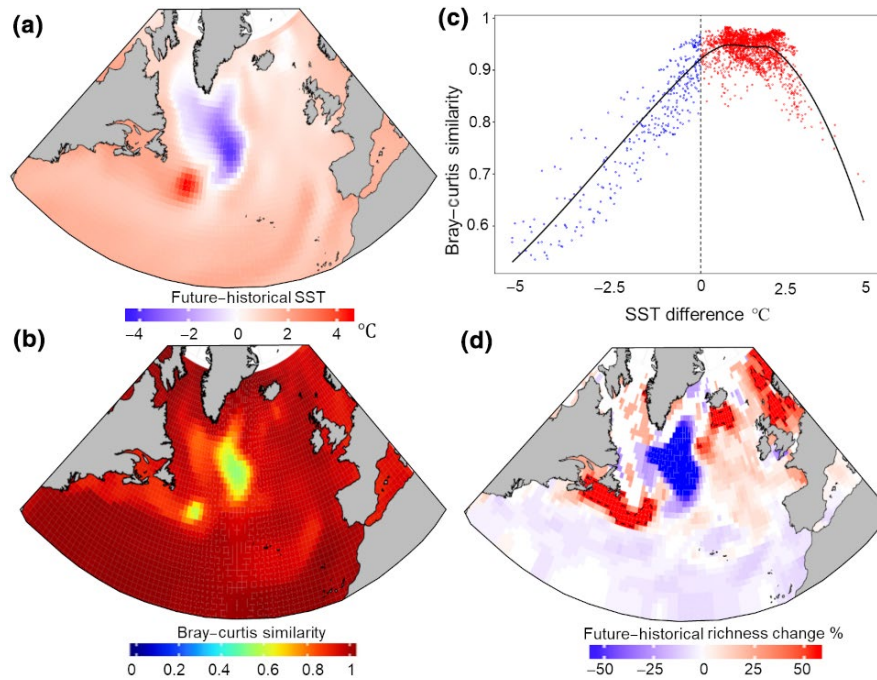 (a)
Future-historical SST
−4 −2 0 2 4 °C
(b)
Bray-curtis similarity
0 0.2 0.4 0.6 0.8 1
(c)
1
0.9
0.8
0.7
0.6
Bray-curtis similarity
−5 −2.5 0 2.5 5
SST difference °C
(d)
Future-historical richness change %
−50 −25 0 25 50